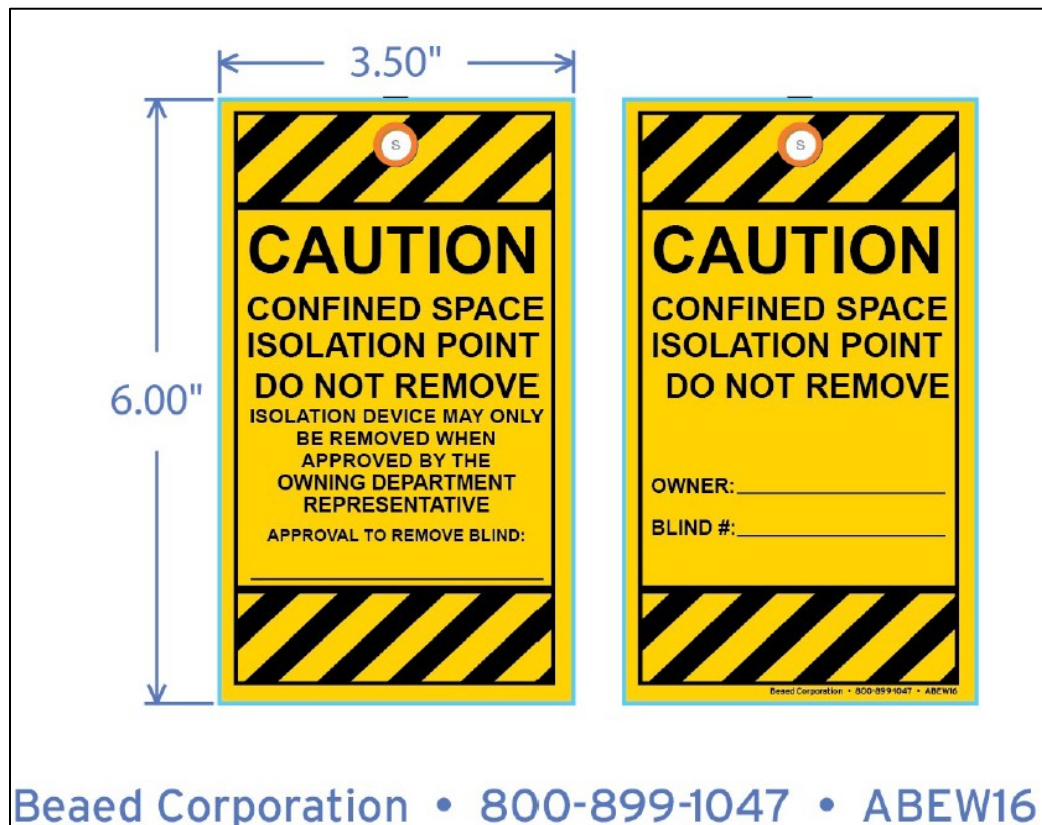 3.50"
6.00"
S
CAUTION
CONFINED SPACE
ISOLATION POINT
DO NOT REMOVE
ISOLATION DEVICE MAY ONLY
BE REMOVED WHEN
APPROVED BY THE
OWNING DEPARTMENT
REPRESENTATIVE
APPROVAL TO REMOVE BLIND:
S
CAUTION
CONFINED SPACE
ISOLATION POINT
DO NOT REMOVE
OWNER:
BLIND #:
Beaed Corporation • 800-899-1047 • ABEW16
Beaed Corporation • 800-899-1047 • ABEW16